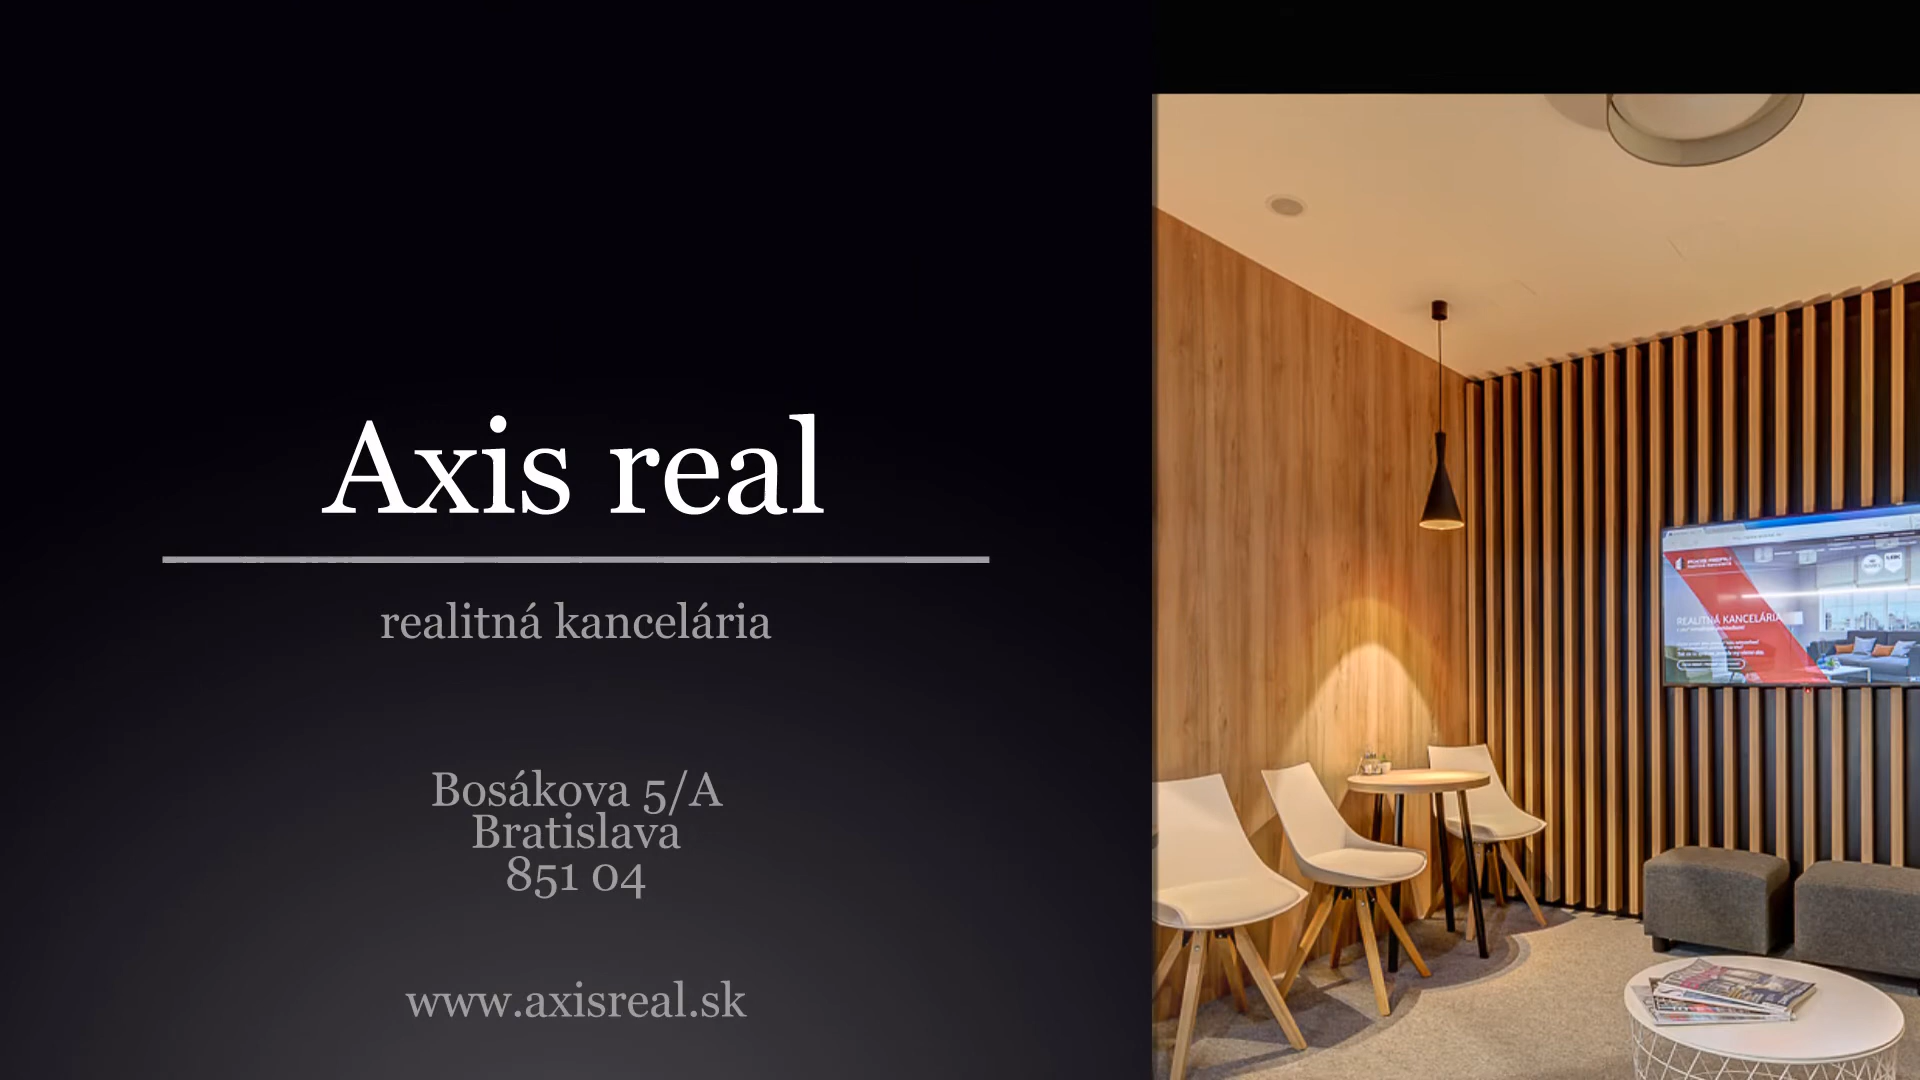 Axis real
realitná kancelária
Bosákova 5/A
Bratislava
851 04
www.axisreal.sk
REALITNÁ KANCELÁRIA